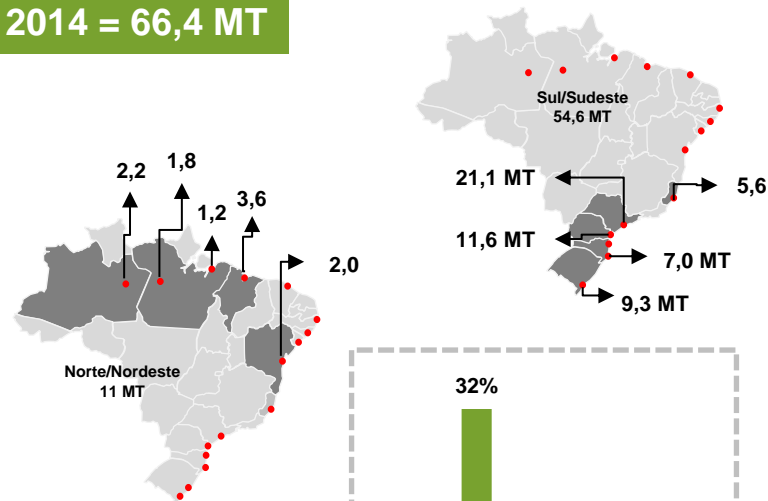 2014 = 66,4 MT
Sul/Sudeste
54,6 MT
21,1 MT
5,6
11,6 MT
7,0 MT
9,3 MT
2,2
1,8
1,2
3,6
2,0
Norte/Nordeste
11 MT
32%